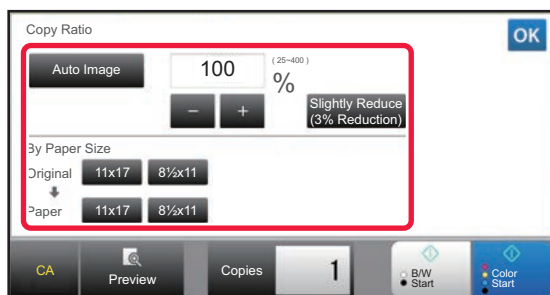 Copy Ratio
OK
Auto Image
100
( 25~400 )
%
−
+
Slightly Reduce
(3% Reduction)
By Paper Size
Original
11x17
8½x11
Paper
11x17
8½x11
CA
Preview
Copies
1
B/W
Start
Color
Start